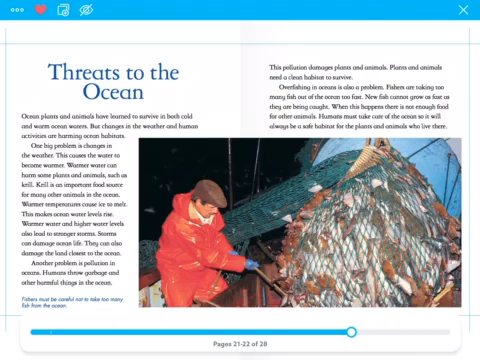 Threats to the
Ocean
Ocean plants and animals have learned to survive in both cold
and warm ocean waters. But changes in the weather and human
activities are harming ocean habitats.
One big problem is changes in
the weather. This causes the water to
become warmer. Warmer water can
harm some plants and animals, such as
krill. Krill is an important food source
for many other animals in the ocean.
Warmer temperatures cause ice to melt.
This makes ocean water levels rise.
Warmer water and higher water levels
also lead to stronger storms. Storms
can damage ocean life. They can also
damage the land closest to the ocean.
Another problem is pollution in
oceans. Humans throw garbage and
other harmful things in the ocean.
Fishers must be careful not to take too many
fish from the ocean.
This pollution damages plants and animals. Plants and animals
need a clean habitat to survive.
Overfishing in oceans is also a problem. Fishers are taking too
many fish out of the ocean too fast. New fish cannot grow as fast as
they are being caught. When this happens there is not enough food
for other animals. Humans must take care of the ocean so it will
always be a safe habitat for the plants and animals who live there.
Pages 21-22 of 28